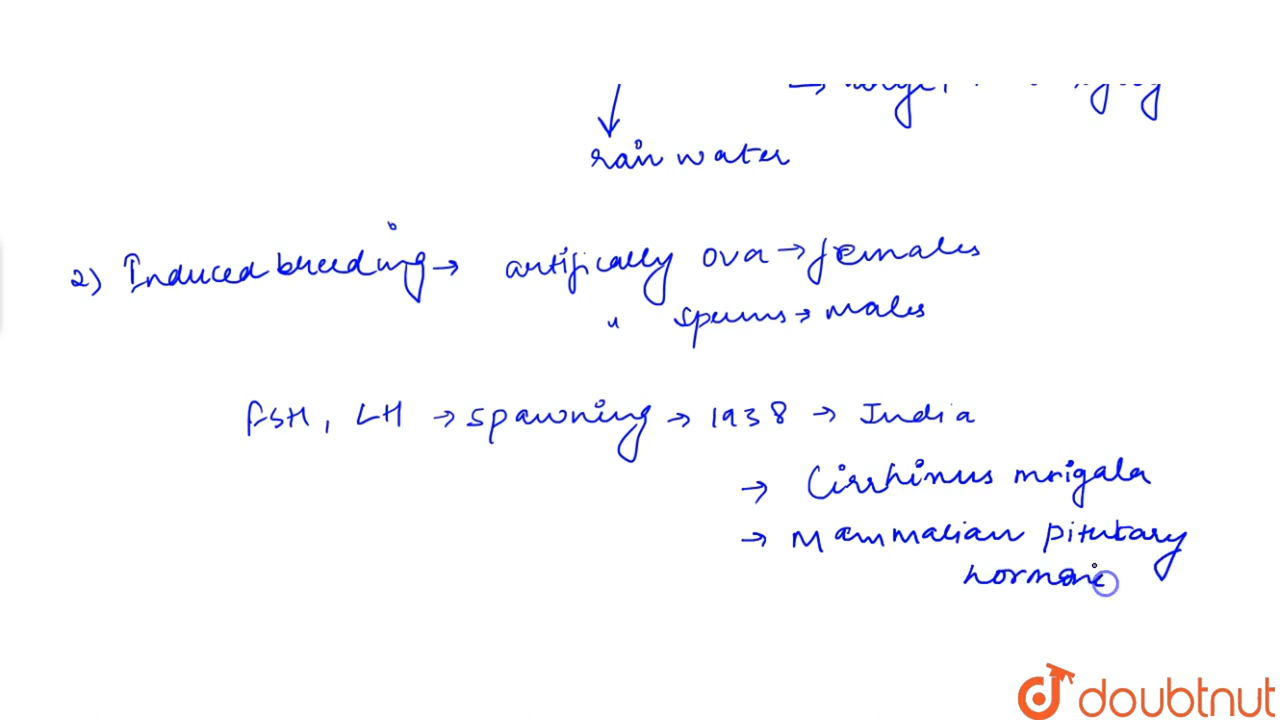 rain water
2) Induced breeding → artifically ova → females
" sperms → males
FSH, LH → spawning → 1938 → India
→ Cirrhinus mrigala
→ Mammalian pitutary
hormone
doubtnut